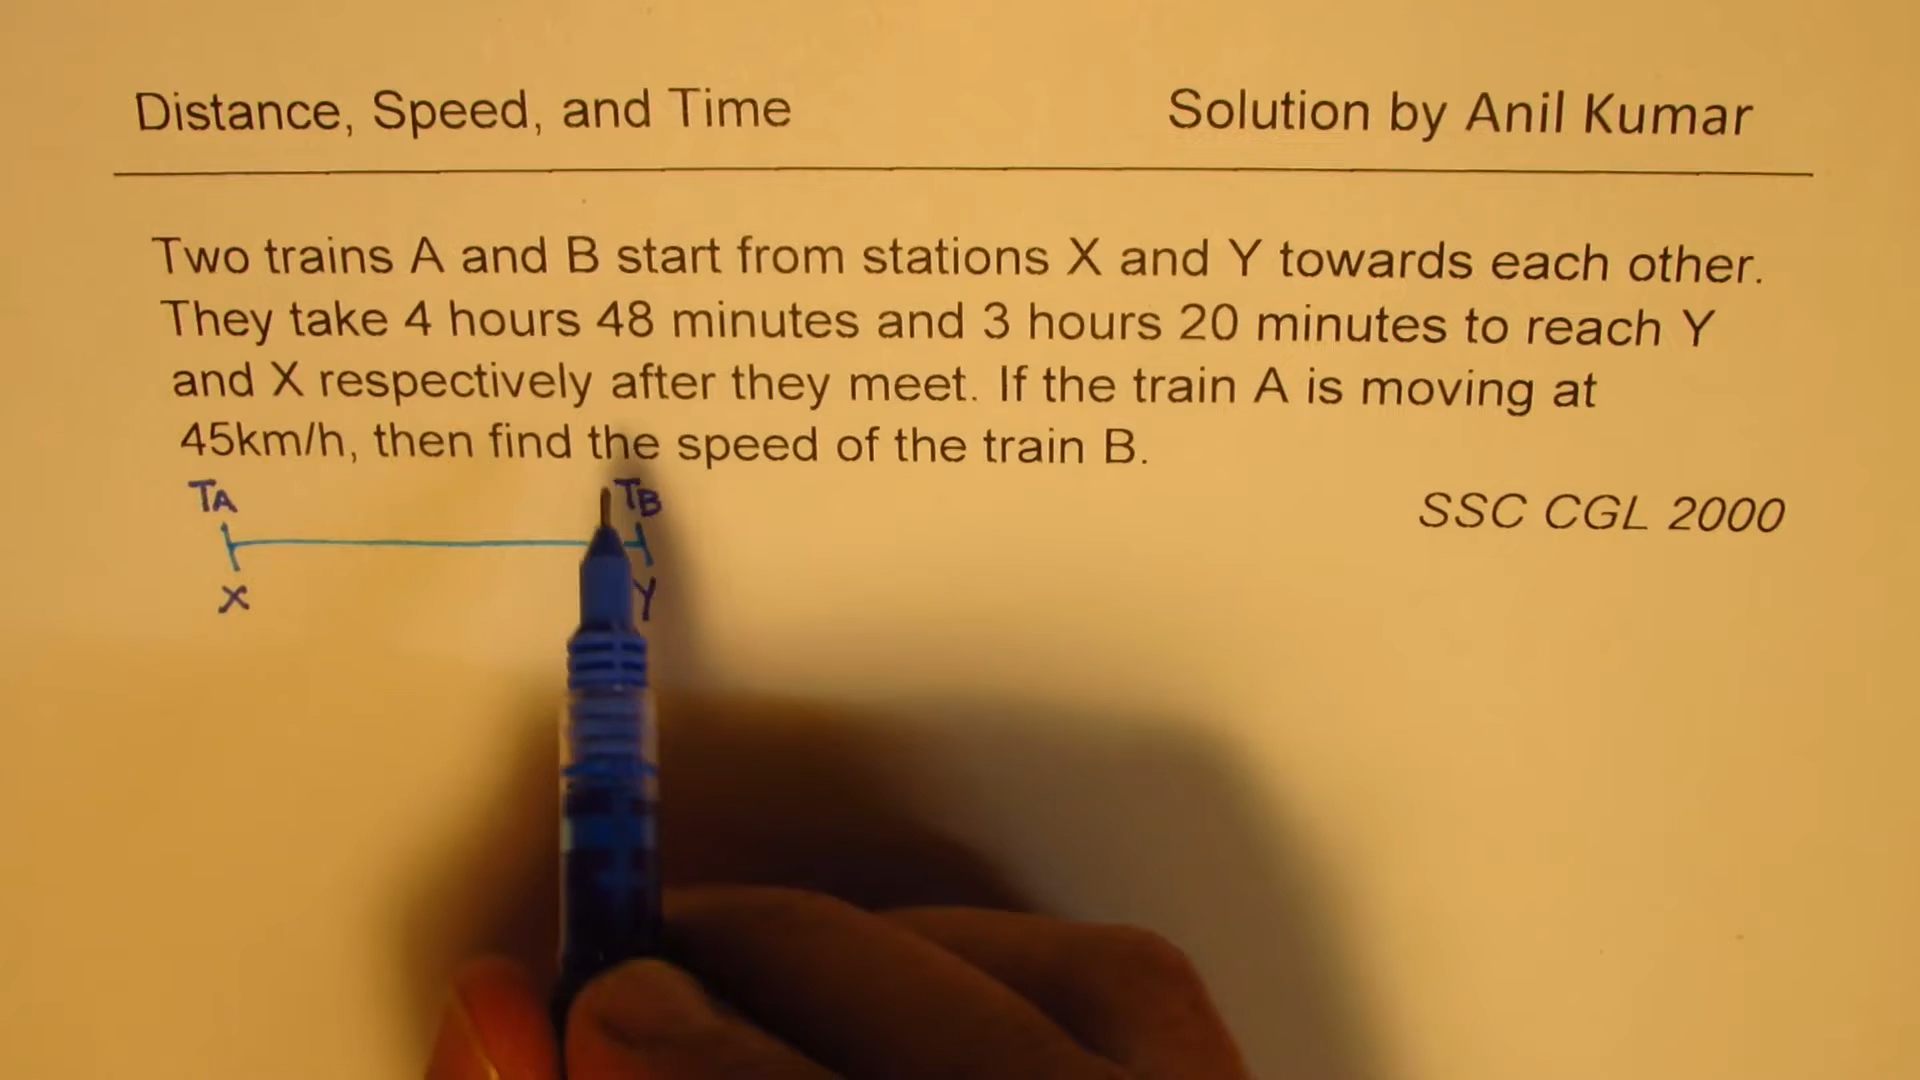 Distance, Speed, and Time
Solution by Anil Kumar
Two trains A and B start from stations X and Y towards each other.
They take 4 hours 48 minutes and 3 hours 20 minutes to reach Y
and X respectively after they meet. If the train A is moving at
45km/h, then find the speed of the train B.
SSC CGL 2000
TA
TB
X
Y